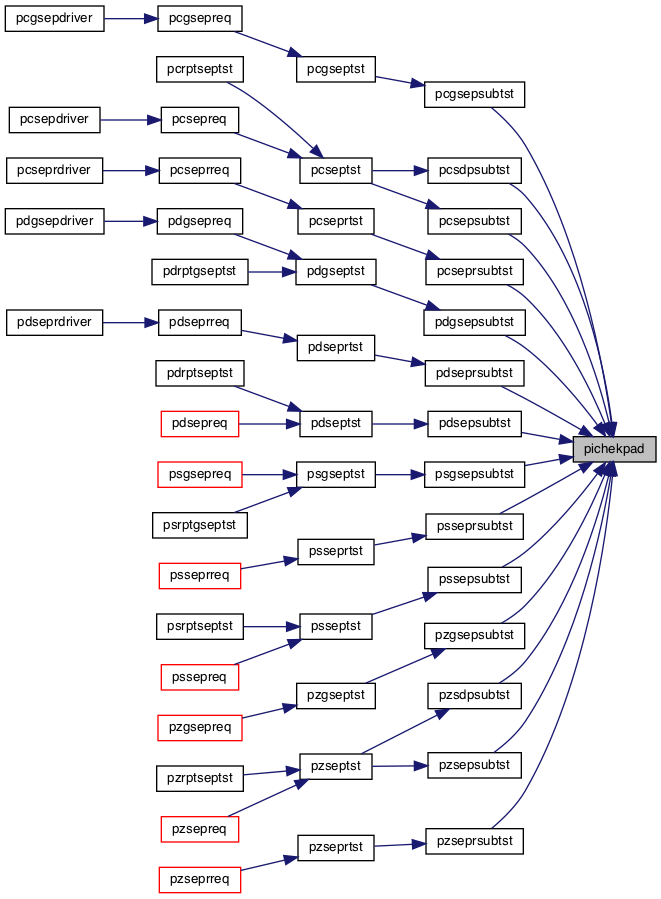 pcgsepdriver
pcgsepreq
pcgseptst
pcrptseptst
pcgsepsubtst
pcsepdriver
pcsepreq
pcseprdriver
pcseprreq
pcseptst
pcsdpsubtst
pdgsepdriver
pdgsepreq
pcseprtst
pcsepsubtst
pdrptgseptst
pdgseptst
pcseprsubtst
pdseprdriver
pdseprreq
pdgsepsubtst
pdseprtst
pdrptseptst
pdseprsubtst
pdsepreq
pdseptst
pdsepsubtst
pichekpad
psgsepreq
psgseptst
psgsepsubtst
psrptgseptst
psseprsubtst
psseprtst
psseprreq
pssepsubtst
psrptseptst
psseptst
pzgsepsubtst
pssepreq
pzgseptst
pzsdpsubtst
pzgsepreq
pzrptseptst
pzseptst
pzsepsubtst
pzsepreq
pzseprtst
pzseprsubtst
pzseprreq